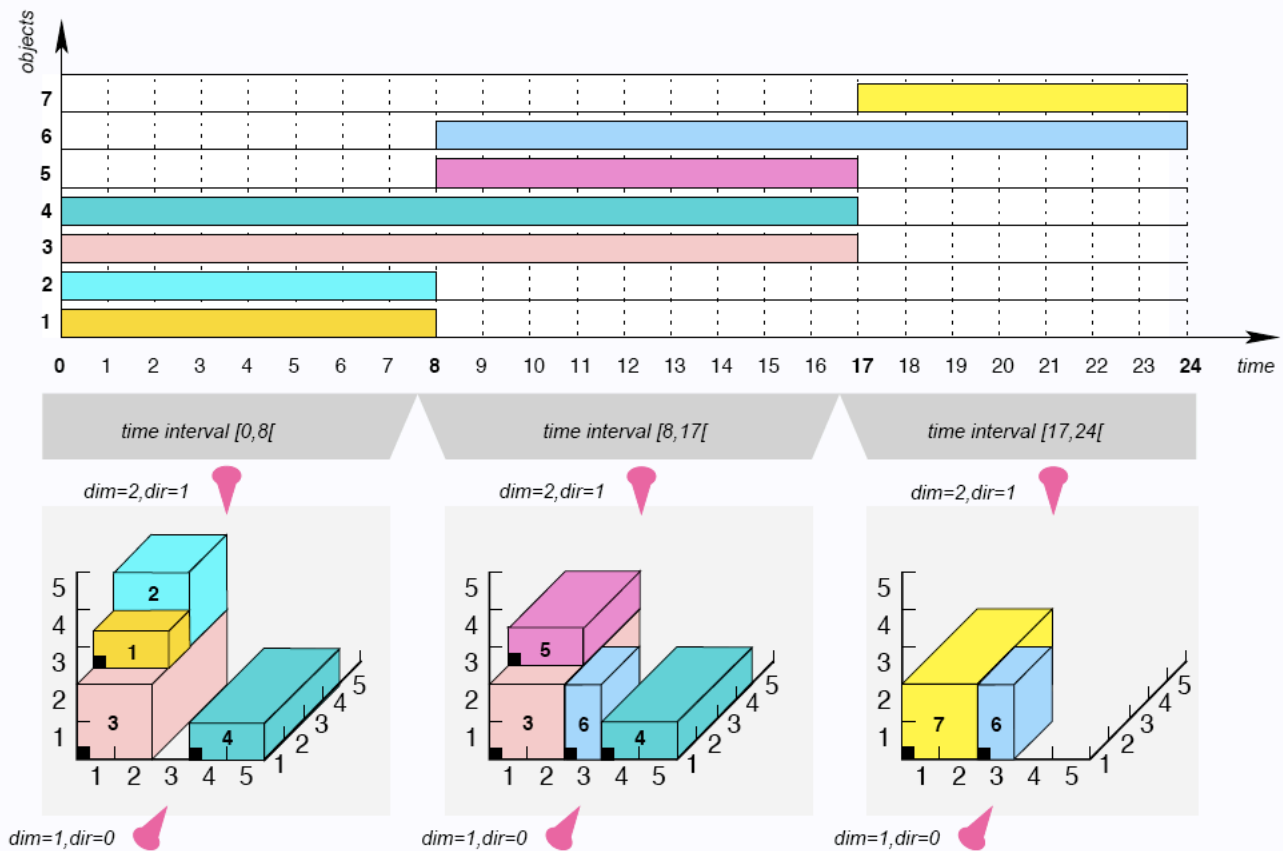 objects
7
6
5
4
3
2
1
0 1 2 3 4 5 6 7 8 9 10 11 12 13 14 15 16 17 18 19 20 21 22 23 24 time
time interval [0,8[ time interval [8,17[ time interval [17,24[
dim=2,dir=1 dim=2,dir=1 dim=2,dir=1
5 4 3 2 1
2
1
3
4
1 2 3 4 5
1 2 3 4 5
5 4 3 2 1
5
3 6 4
1 2 3 4 5
1 2 3 4 5
5 4 3 2 1
7 6
1 2 3 4 5
1 2 3 4 5
dim=1,dir=0 dim=1,dir=0 dim=1,dir=0